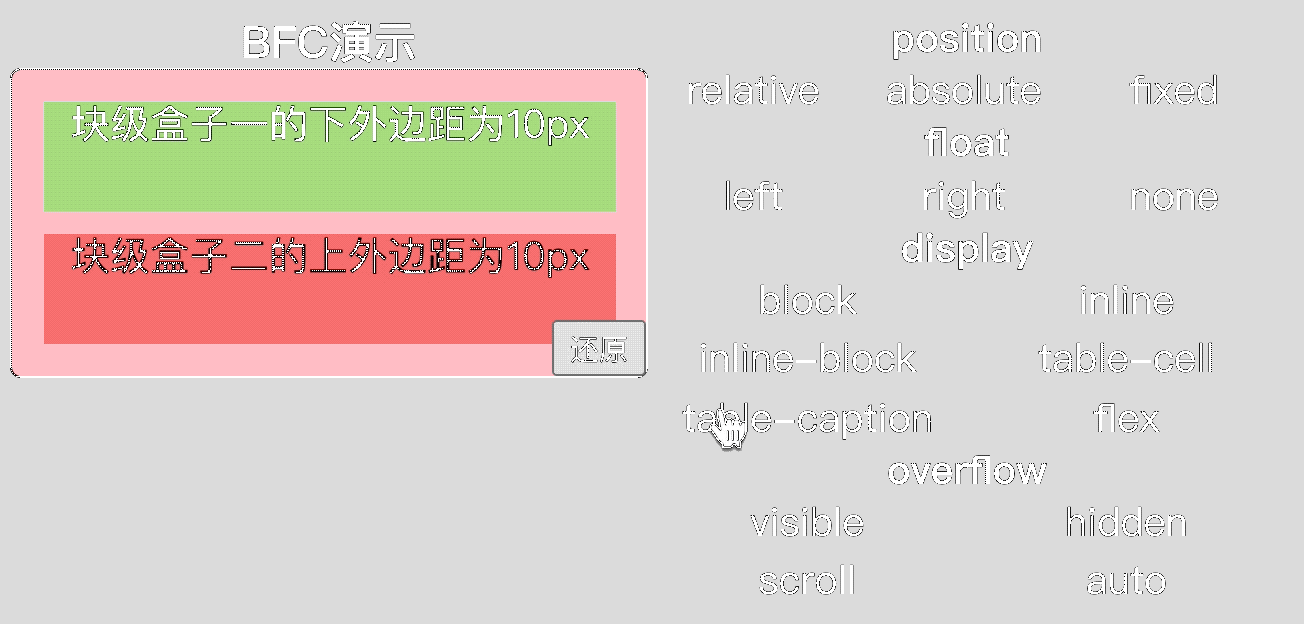 BFC演示
块级盒子一的下外边距为10px
块级盒子二的上外边距为10px
还原
position
relative absolute fixed
float
left right none
display
block inline
inline-block table-cell
table-caption flex
overflow
visible hidden
scroll auto